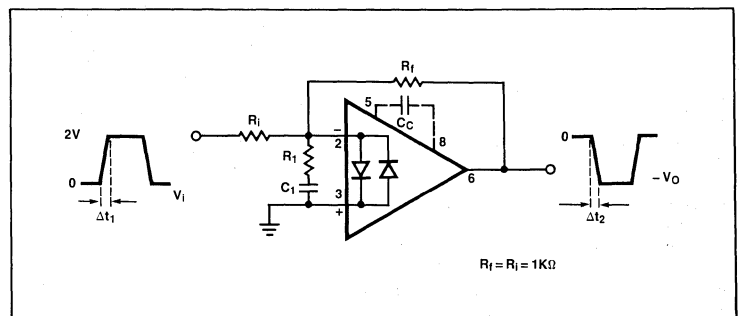 Rf
5
CC
8
Ri
2V
0
−
2
R1
C1
3
+
6
0
−VO
Vi
Δt1
Δt2
Rf = Ri = 1KΩ